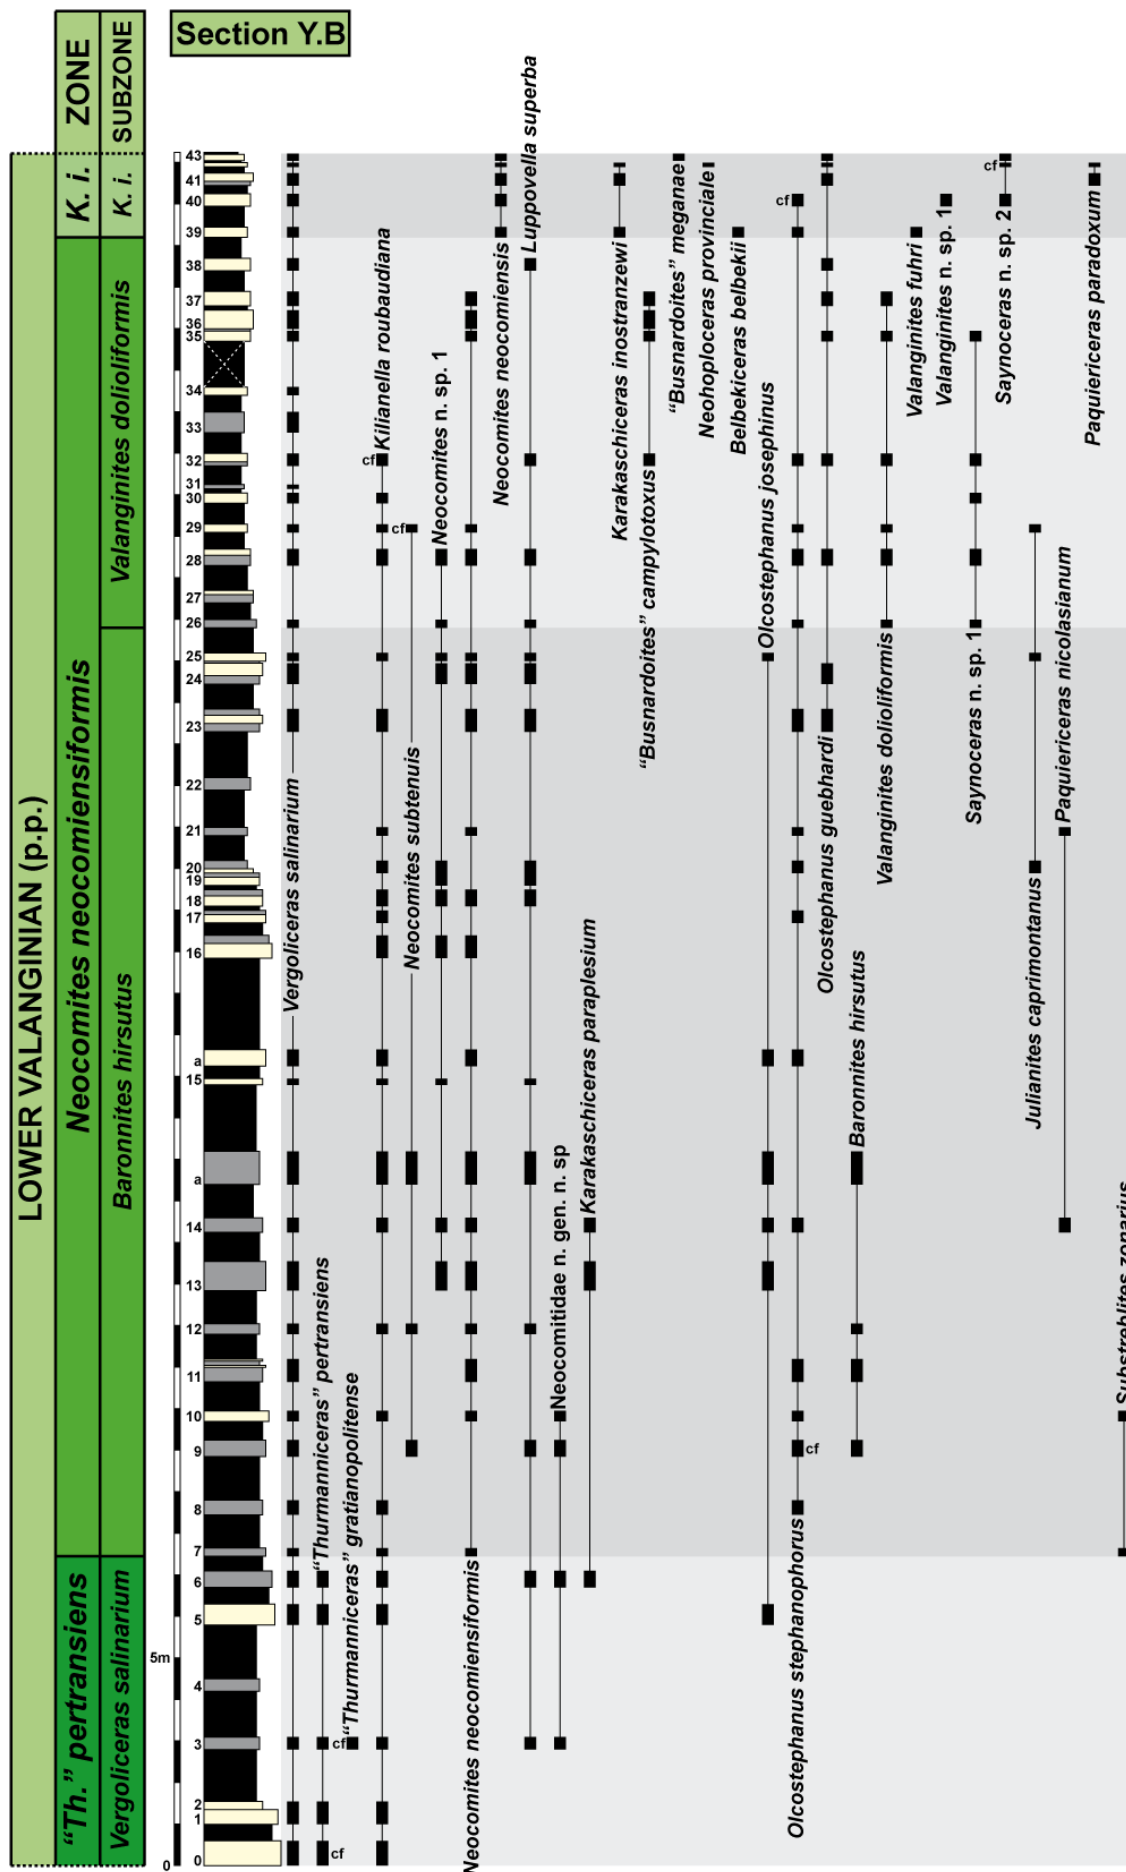 Section Y.B
ZONE
SUBZONE
LOWER VALANGINIAN (p.p.)
K. i.
K. i.
Neocomites neocomiensiformis
Valanginites dolioliformis
Baronnites hirsutus
“Th.” pertransiens
Vergoliceras salinarium
43
41
40
39
38
37
36
35
34
33
32
31
30
29
28
27
26
25
24
23
22
21
20
19
18
17
16
a
15
a
14
13
12
11
10
9
8
7
6
5
5m
4
3
2
1
0
0
Vergoliceras salinarium
“Thurmanniceras” pertransiens
cf
“Thurmanniceras” gratianopolitense
cf
Kilianella roubaudiana
cf
Neocomites subtenuis
cf
Neocomites n. sp. 1
Neocomites neocomiensiformis
Neocomites neocomiensis
Luppovella superba
Neocomitidae n. gen. n. sp
Karakaschiceras paraplesium
Karakaschiceras inostranzewi
“Busnardoites” campylotoxus
“Busnardoites” meganae
Neohoploceras provinciale
Belbekiceras belbekii
Olcostephanus josephinus
Olcostephanus stephanophorus
cf
cf
Olcostephanus guebhardi
Baronnites hirsutus
Valanginites dolioliformis
Valanginites fuhri
Valanginites n. sp. 1
Saynoceras n. sp. 1
Saynoceras n. sp. 2
cf
Julianites caprimontanus
Paquiericeras nicolasianum
Paquiericeras paradoxum
Substreblites zonarius